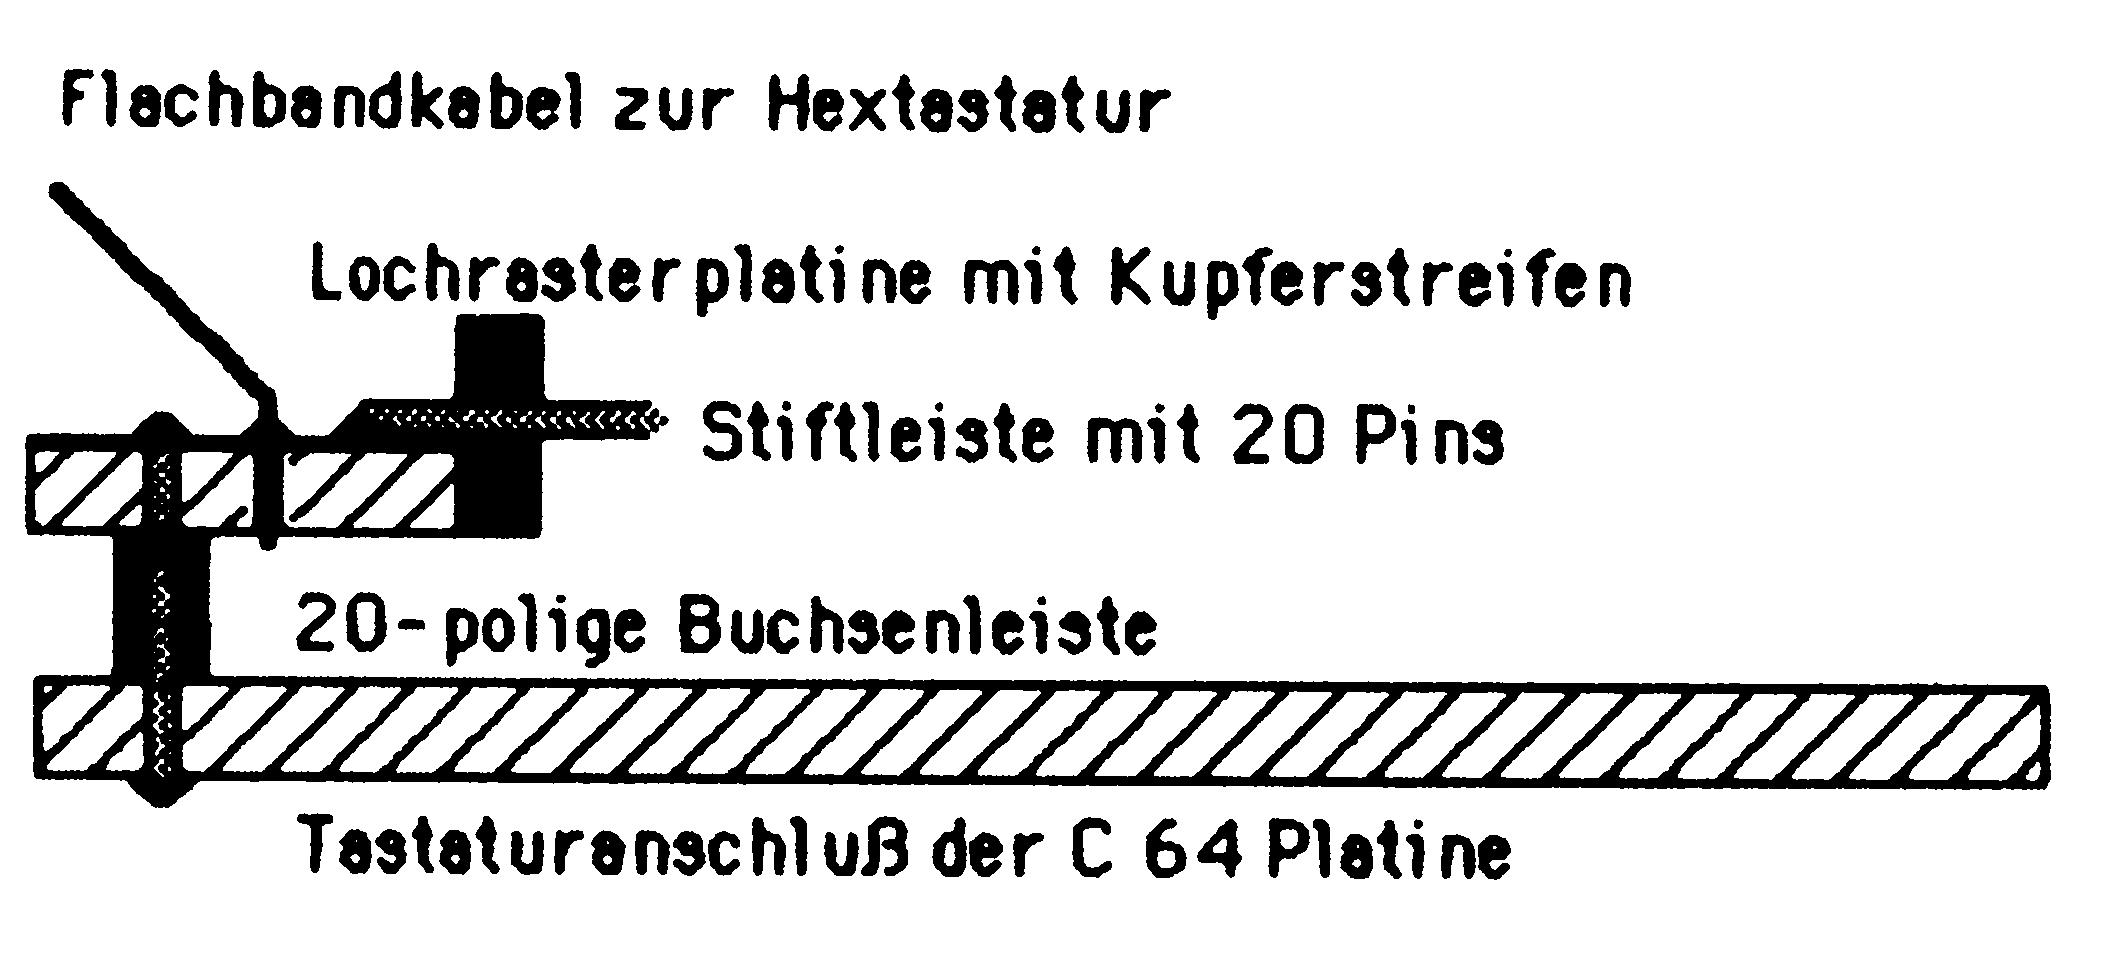 Flachbandkabel zur Hextastatur
Lochrasterplatine mit Kupferstreifen
Stiftleiste mit 20 Pins
20-polige Buchsenleiste
Tastaturanschluß der C 64 Platine